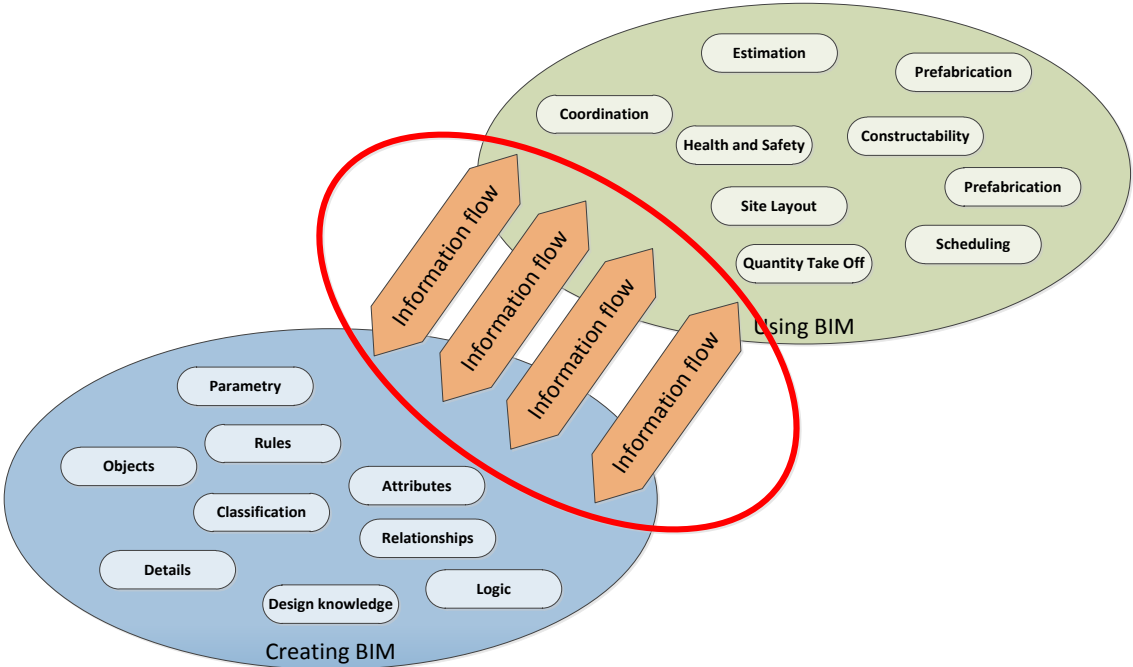 Estimation
Prefabrication
Coordination
Constructability
Health and Safety
Prefabrication
Site Layout
Scheduling
Quantity Take Off
Using BIM
Information flow
Information flow
Information flow
Information flow
Parametry
Rules
Objects
Attributes
Classification
Relationships
Details
Logic
Design knowledge
Creating BIM